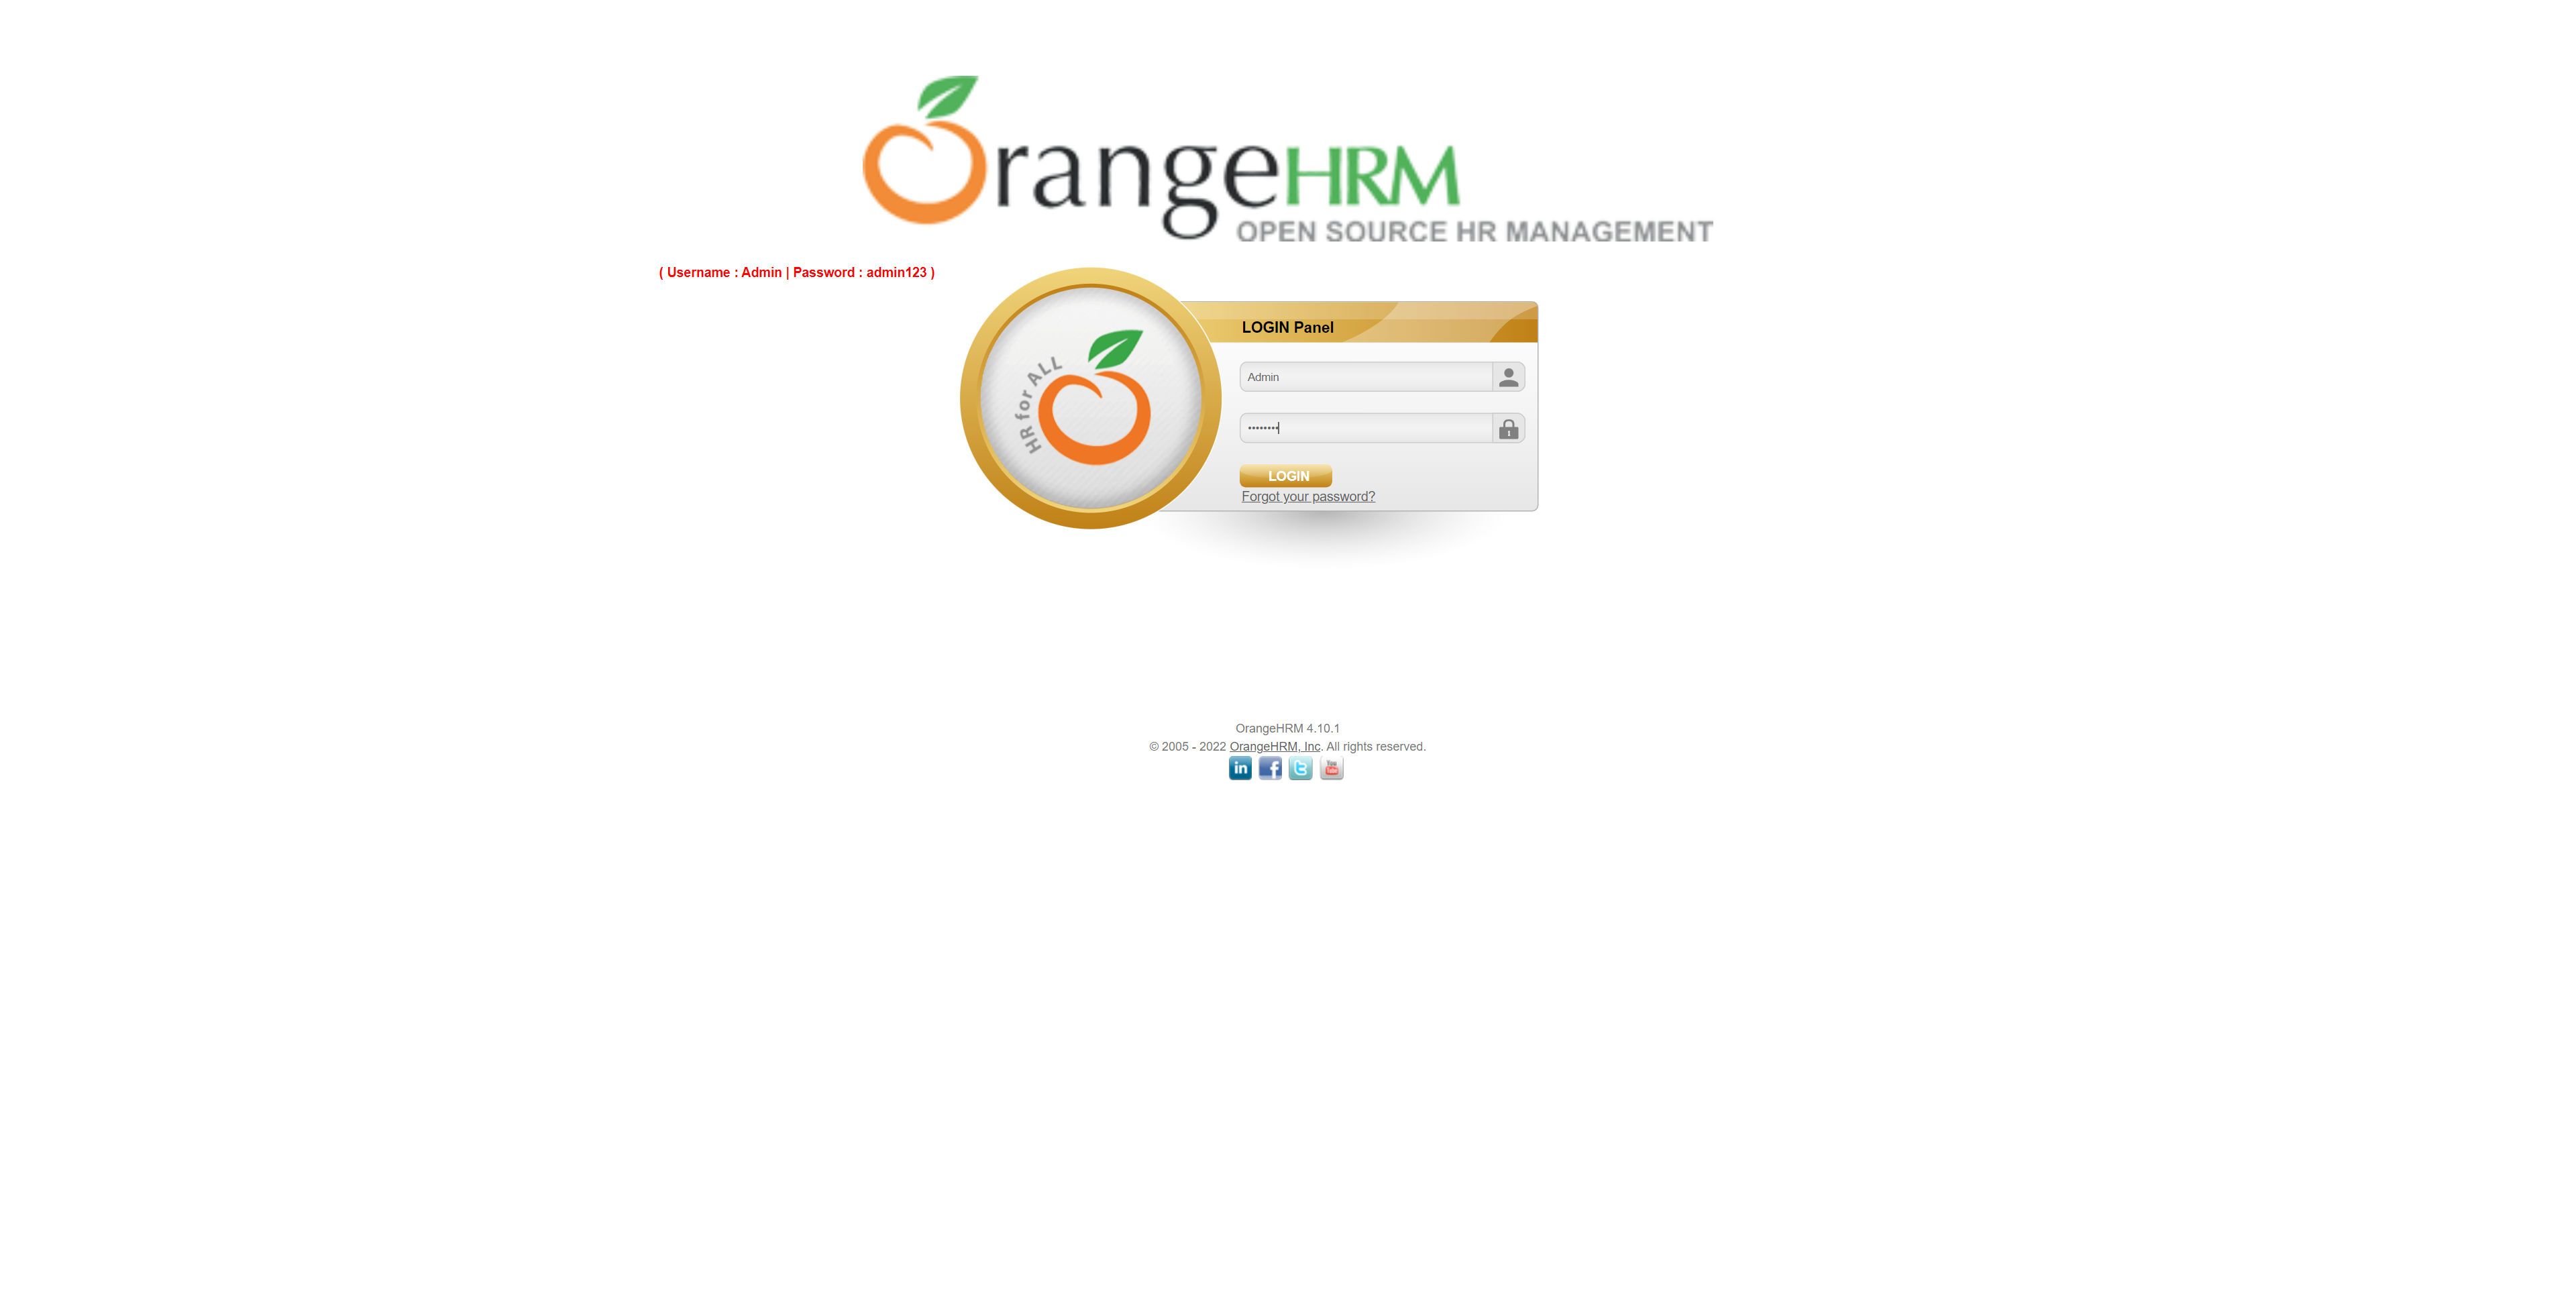 OrangeHRM
OPEN SOURCE HR MANAGEMENT
( Username : Admin | Password : admin123 )
LOGIN Panel
HR for ALL
Admin
••••••••
LOGIN
Forgot your password?
OrangeHRM 4.10.1
© 2005 - 2022 OrangeHRM, Inc. All rights reserved.
in f t You Tube